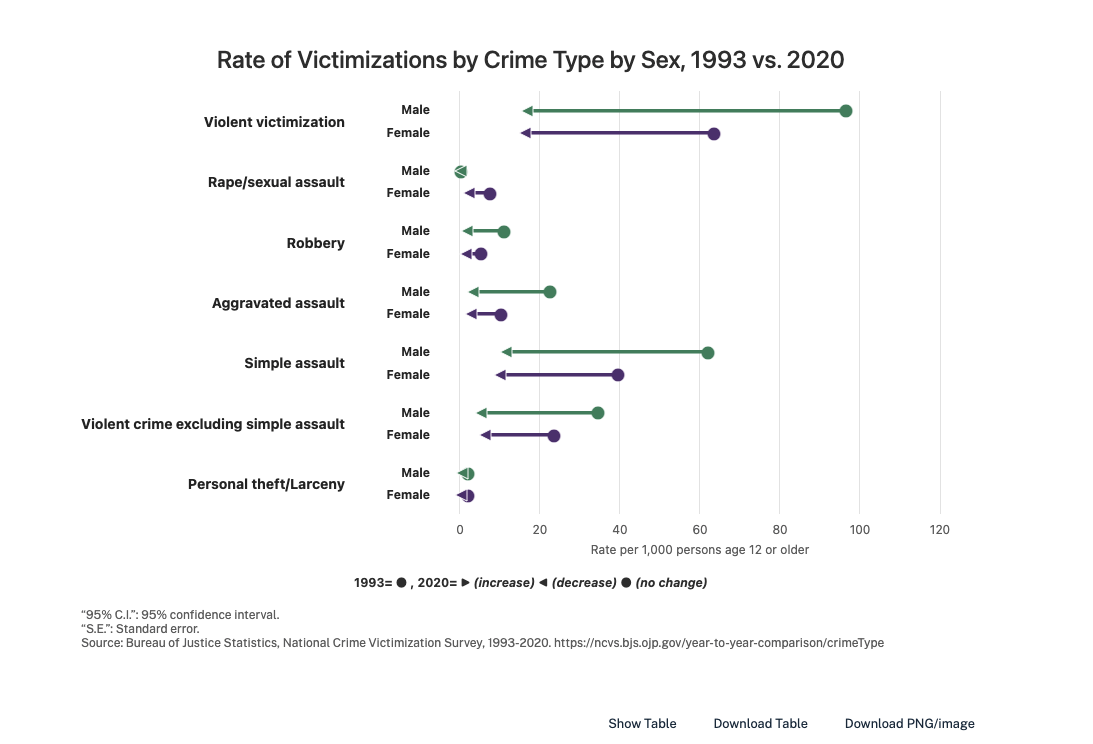 Rate of Victimizations by Crime Type by Sex, 1993 vs. 2020
Violent victimization
Male
Female
Rape/sexual assault
Male
Female
Robbery
Male
Female
Aggravated assault
Male
Female
Simple assault
Male
Female
Violent crime excluding simple assault
Male
Female
Personal theft/Larceny
Male
Female
0 20 40 60 80 100 120
Rate per 1,000 persons age 12 or older
1993= ● , 2020= ► (increase) ◄ (decrease) ● (no change)
“95% C.I.”: 95% confidence interval.
“S.E.”: Standard error.
Source: Bureau of Justice Statistics, National Crime Victimization Survey, 1993-2020. https://ncvs.bjs.ojp.gov/year-to-year-comparison/crimeType
Show Table Download Table Download PNG/image